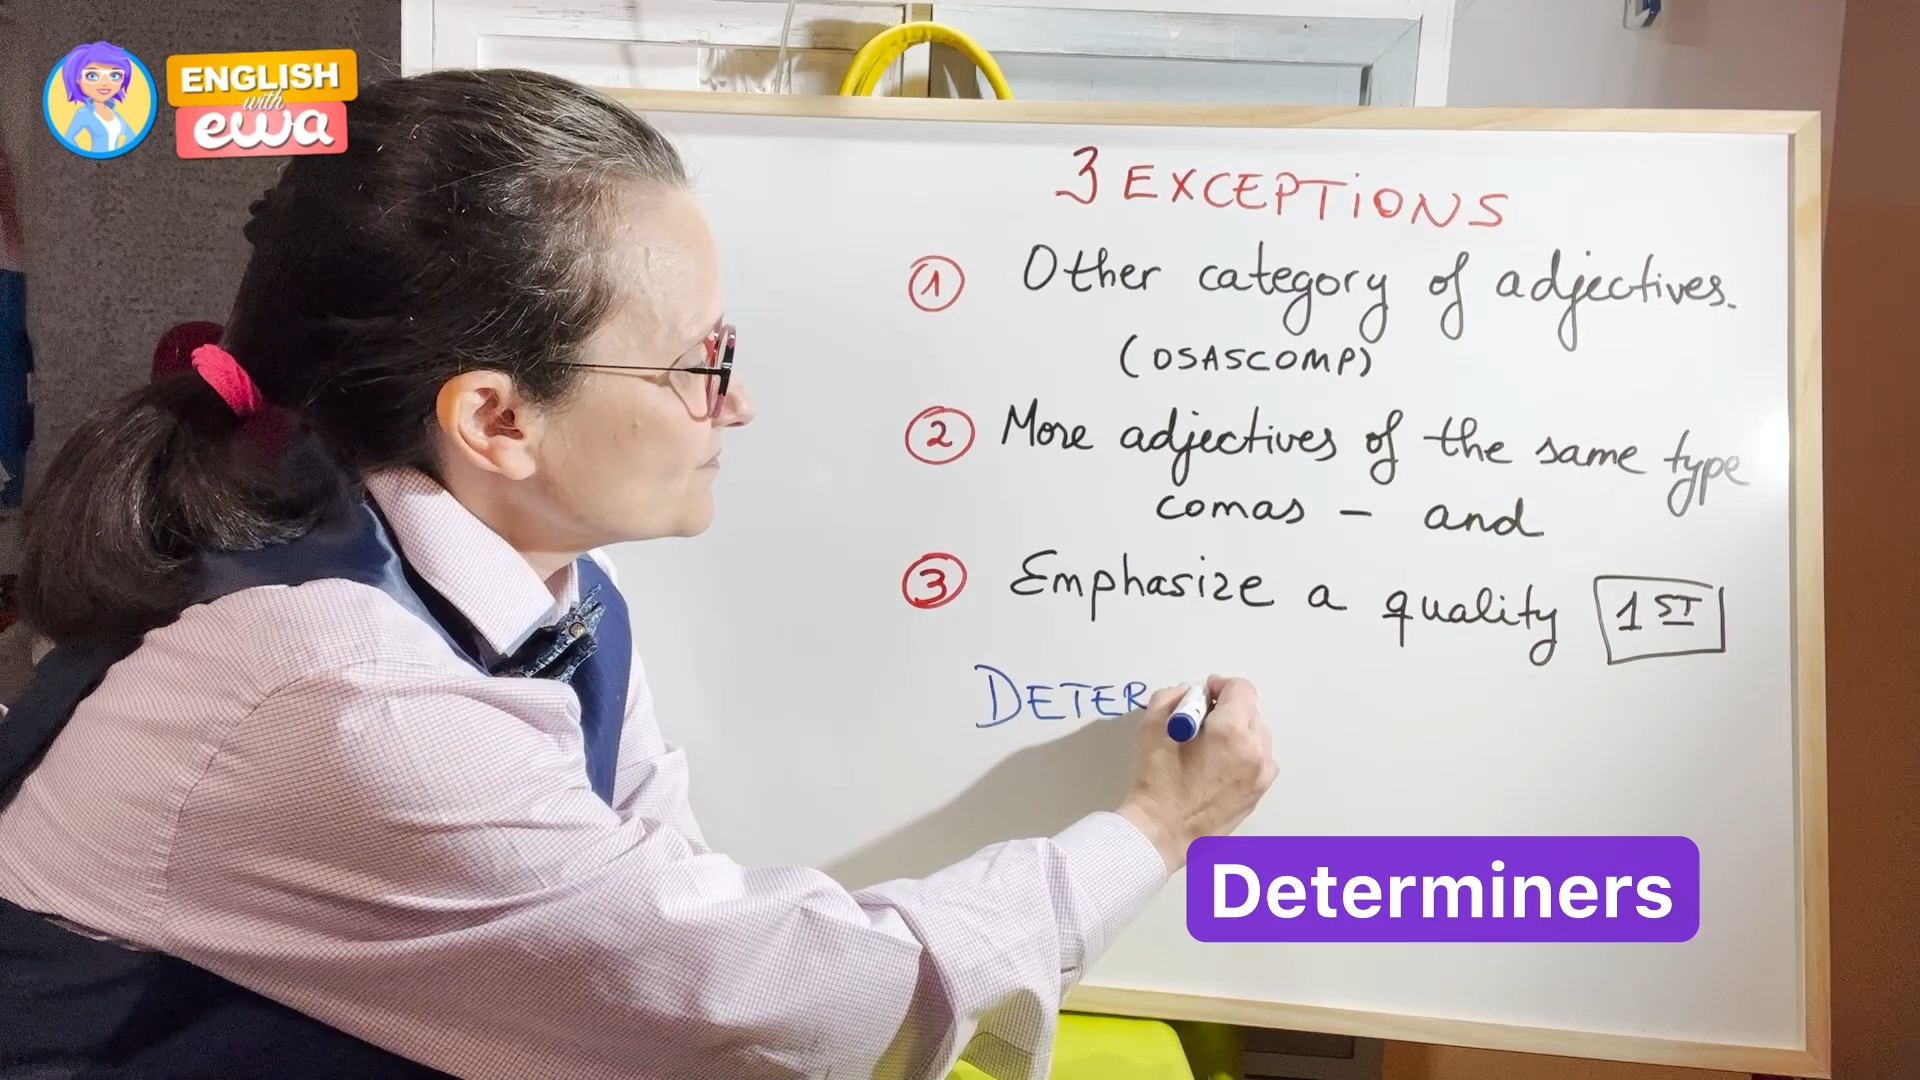 ENGLISH
with
ewa
3 EXCEPTIONS
1 Other category of adjectives.
(OSASCOMP)
2 More adjectives of the same type
comas - and
3 Emphasize a quality 1ST
DETER
Determiners